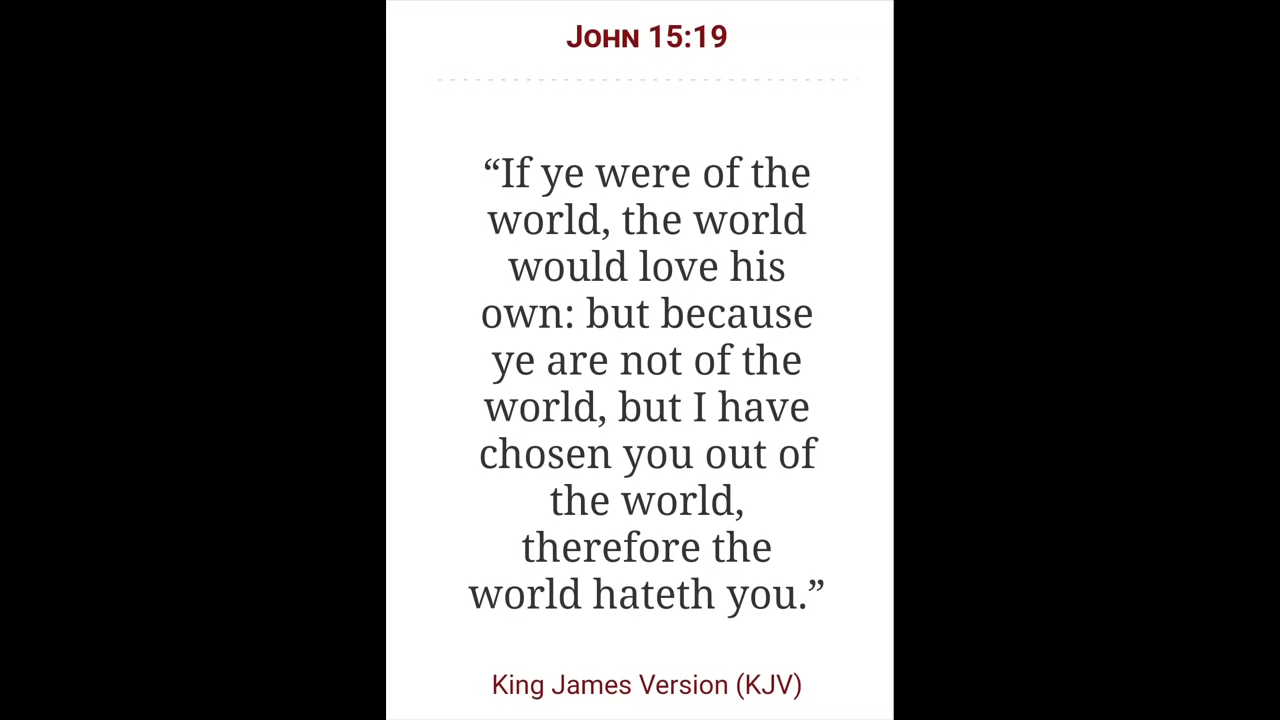 John 15:19
“If ye were of the
world, the world
would love his
own: but because
ye are not of the
world, but I have
chosen you out of
the world,
therefore the
world hateth you.”
King James Version (KJV)